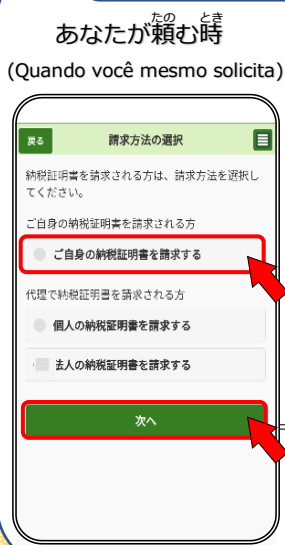 あなたが頼む時
たの とき
(Quando você mesmo solicita)
戻る 請求方法の選択
納税証明書を請求される方は、請求方法を選択し
てください。
ご自身の納税証明書を請求される方
ご自身の納税証明書を請求する
代理で納税証明書を請求される方
個人の納税証明書を請求する
法人の納税証明書を請求する
次へ